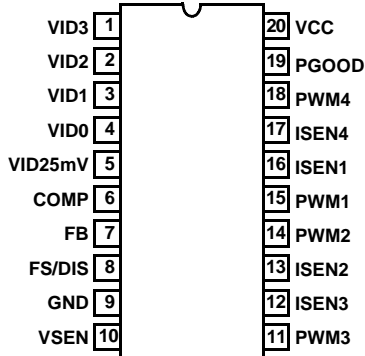 VID3 1 20 VCC
VID2 2 19 PGOOD
VID1 3 18 PWM4
VID0 4 17 ISEN4
VID25mV 5 16 ISEN1
COMP 6 15 PWM1
FB 7 14 PWM2
FS/DIS 8 13 ISEN2
GND 9 12 ISEN3
VSEN 10 11 PWM3